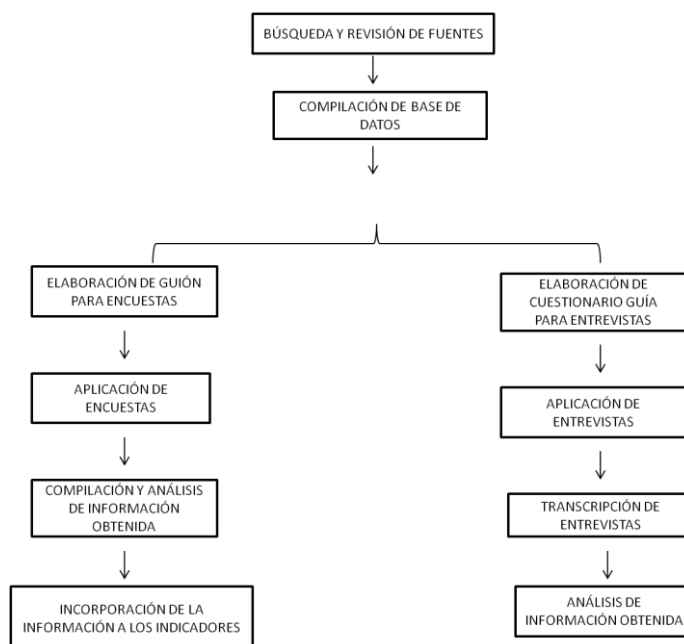 BÚSQUEDA Y REVISIÓN DE FUENTES
COMPILACIÓN DE BASE DE
DATOS
ELABORACIÓN DE GUIÓN
PARA ENCUESTAS
APLICACIÓN DE
ENCUESTAS
COMPILACIÓN Y ANÁLISIS
DE INFORMACIÓN
OBTENIDA
INCORPORACIÓN DE LA
INFORMACIÓN A LOS INDICADORES
ELABORACIÓN DE
CUESTIONARIO GUÍA
PARA ENTREVISTAS
APLICACIÓN DE
ENTREVISTAS
TRANSCRIPCIÓN DE
ENTREVISTAS
ANÁLISIS DE
INFORMACIÓN OBTENIDA